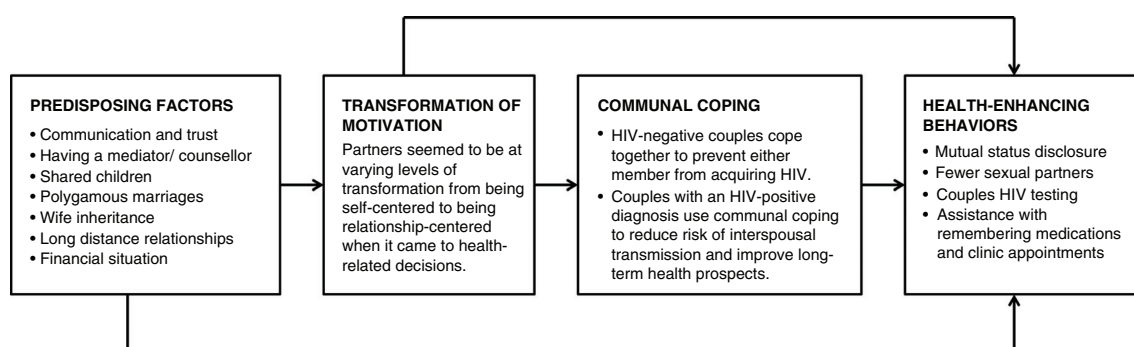 PREDISPOSING FACTORS
• Communication and trust
• Having a mediator/ counsellor
• Shared children
• Polygamous marriages
• Wife inheritance
• Long distance relationships
• Financial situation
TRANSFORMATION OF
MOTIVATION
Partners seemed to be at
varying levels of
transformation from being
self-centered to being
relationship-centered
when it came to health-
related decisions.
COMMUNAL COPING
• HIV-negative couples cope
together to prevent either
member from acquiring HIV.
• Couples with an HIV-positive
diagnosis use communal coping
to reduce risk of interspousal
transmission and improve long-
term health prospects.
HEALTH-ENHANCING
BEHAVIORS
• Mutual status disclosure
• Fewer sexual partners
• Couples HIV testing
• Assistance with
remembering medications
and clinic appointments